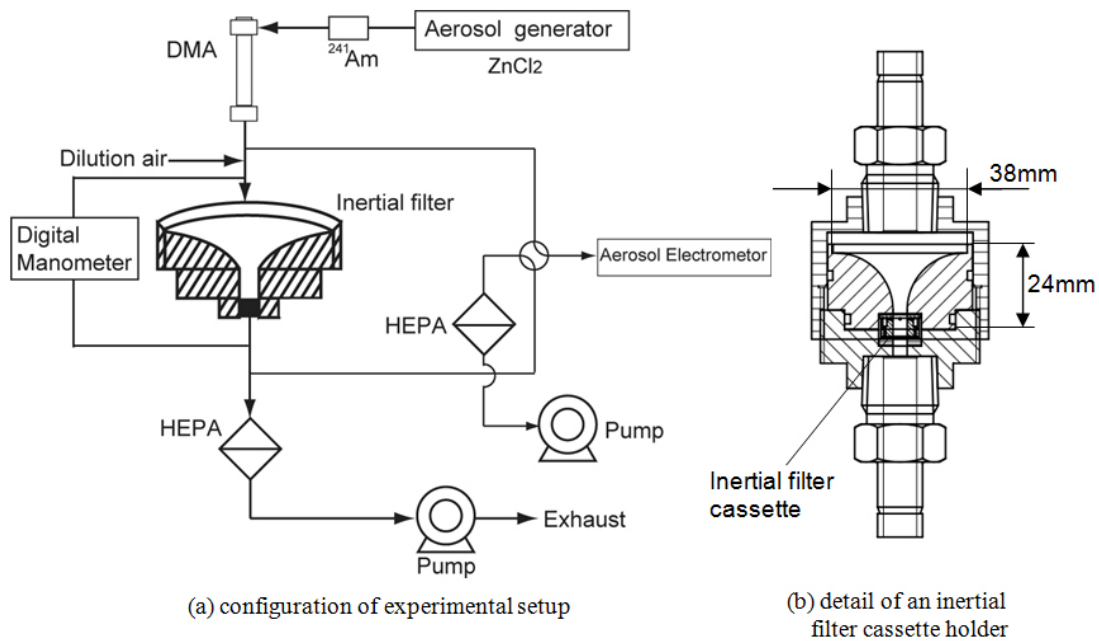 DMA
241Am
Aerosol generator
ZnCl2
Dilution air
Inertial filter
Digital
Manometer
Aerosol Electrometor
HEPA
HEPA
Pump
Pump
Exhaust
(a) configuration of experimental setup
38mm
24mm
Inertial filter
cassette
(b) detail of an inertial
filter cassette holder